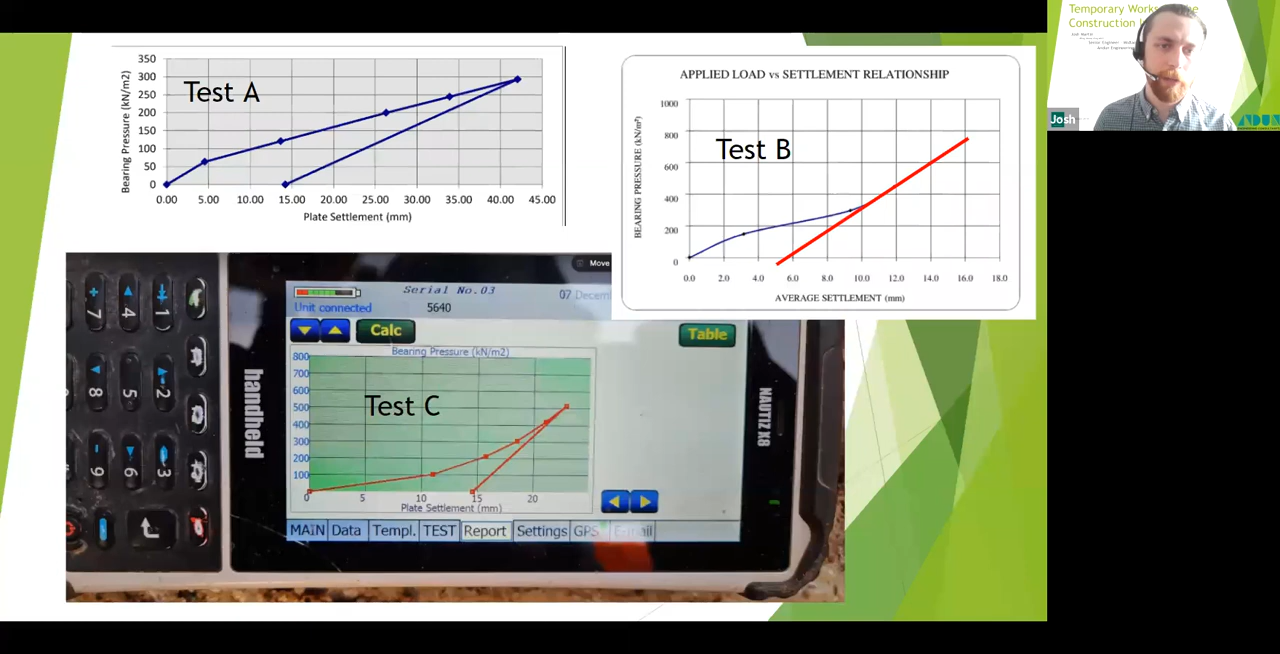 Temporary Works
Construction
Josh
Test A
Bearing Pressure (kN/m2)
350
300
250
200
150
100
50
0
0.00 5.00 10.00 15.00 20.00 25.00 30.00 35.00 40.00 45.00
Plate Settlement (mm)
APPLIED LOAD vs SETTLEMENT RELATIONSHIP
Test B
BEARING PRESSURE (kN/m²)
1000
800
600
400
200
0
0.0 2.0 4.0 6.0 8.0 10.0 12.0 14.0 16.0 18.0
AVERAGE SETTLEMENT (mm)
Move
Serial No.03
07
Unit connected
5640
Calc
Table
Bearing Pressure (kN/m2)
Test C
800
700
600
500
400
300
200
100
0 5 10 15 20
Plate Settlement (mm)
MAIN Data Templ. TEST Report Settings GPS
handheld
NAUTIZ X8
7 4 1
8 5 2
9 6 3